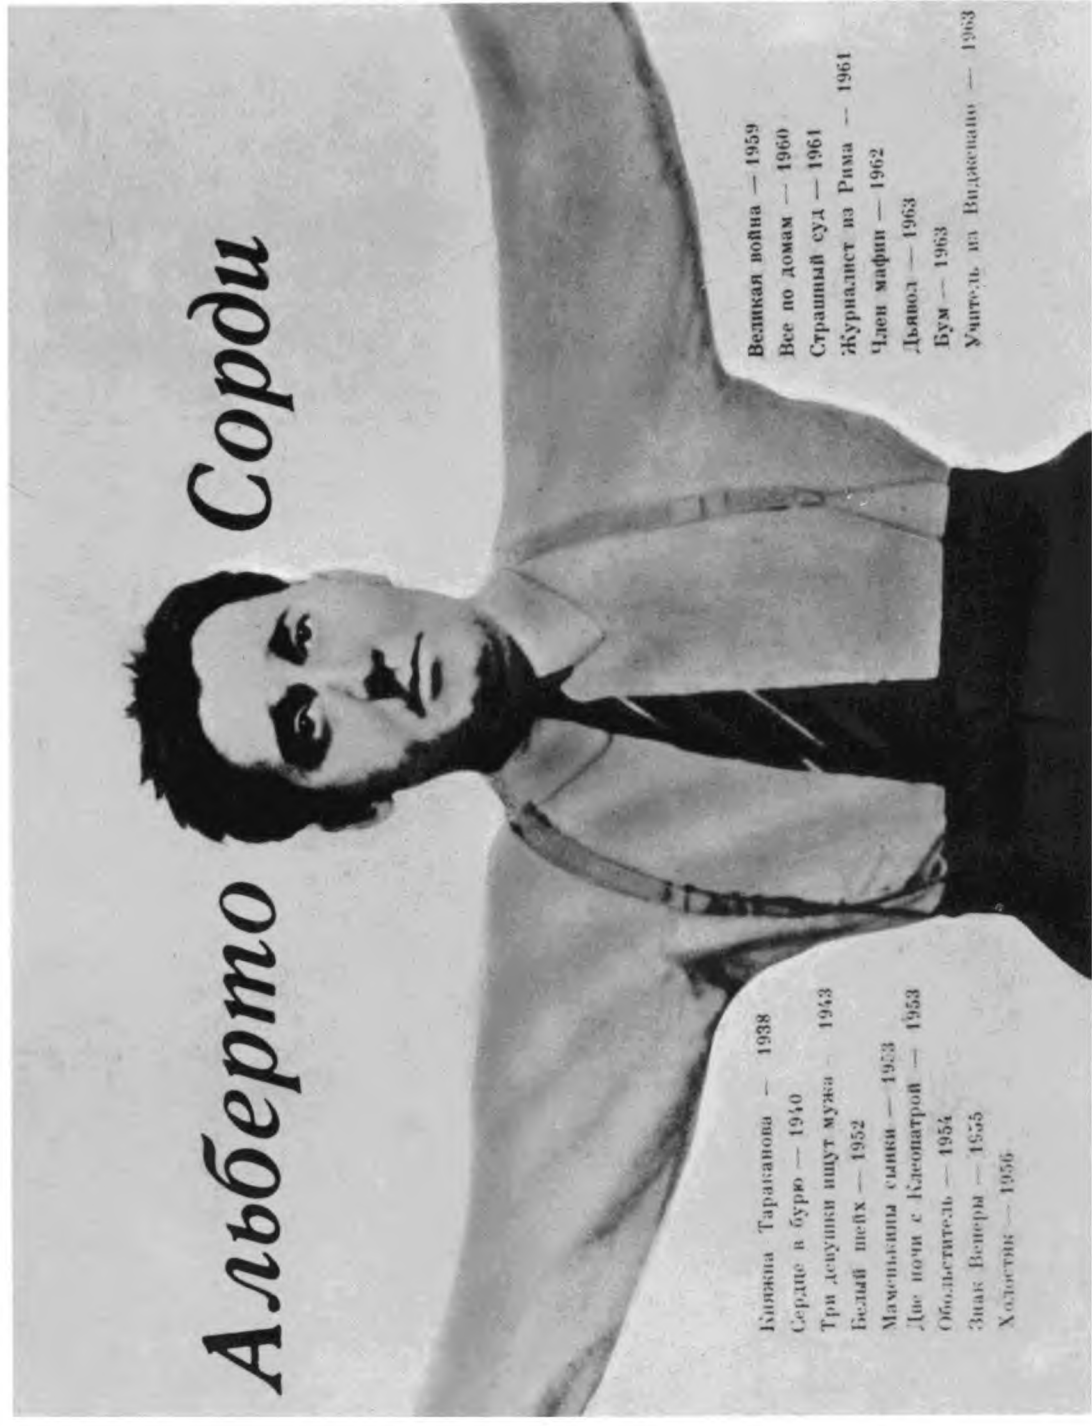 Альберто Сорди
Княжна Тараканова — 1938
Сердце в бурю — 1940
Три девушки ищут мужа — 1943
Белый шейх — 1952
Маменькины сынки — 1953
Две ночи с Клеопатрой — 1953
Обольститель — 1954
Знак Венеры — 1955
Холостяк — 1956
Великая война — 1959
Все по домам — 1960
Страшный суд — 1961
Журналист из Рима — 1961
Член мафии — 1962
Дьявол — 1963
Бум — 1963
Учитель из Виджевано — 1963